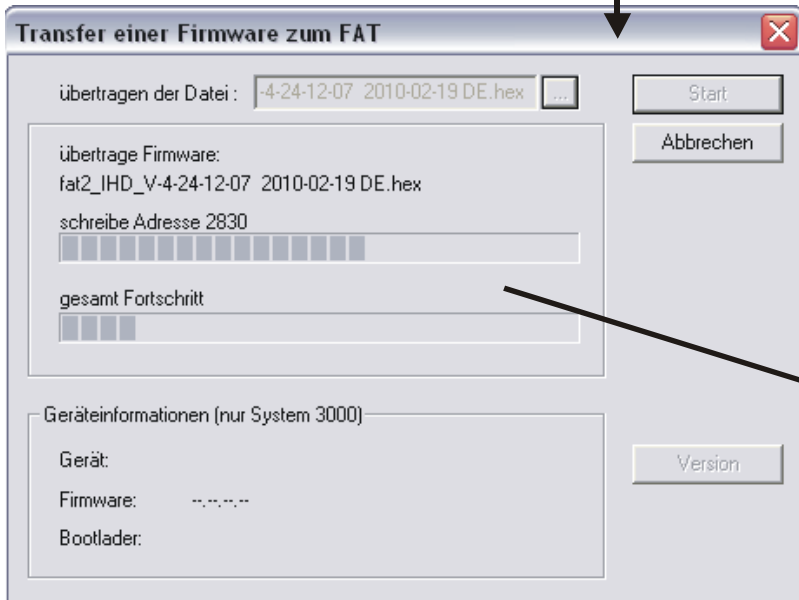 Transfer einer Firmware zum FAT
übertragen der Datei : -4-24-12-07 2010-02-19 DE.hex ... Start
Abbrechen
übertrage Firmware:
fat2_IHD_V-4-24-12-07 2010-02-19 DE.hex
schreibe Adresse 2830
gesamt Fortschritt
Geräteinformationen (nur System 3000)
Gerät: Version
Firmware: --.--.--.--
Bootlader: